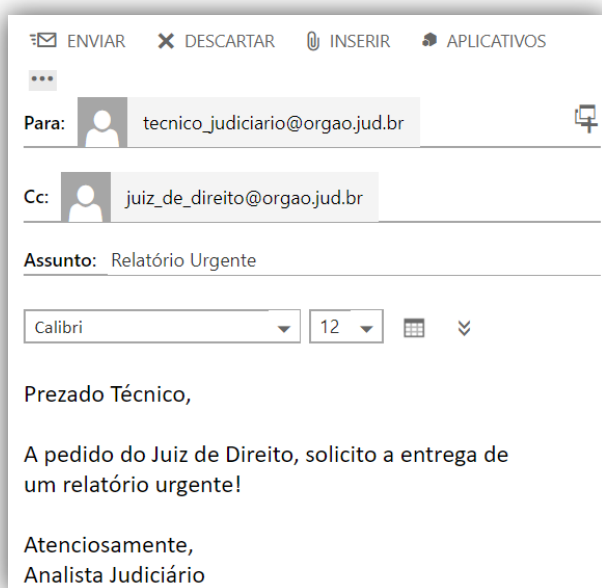 ENVIAR DESCARTAR INSERIR APLICATIVOS
...
Para: tecnico_judiciario@orgao.jud.br
Cc: juiz_de_direito@orgao.jud.br
Assunto: Relatório Urgente
Calibri 12
Prezado Técnico,
A pedido do Juiz de Direito, solicito a entrega de
um relatório urgente!
Atenciosamente,
Analista Judiciário